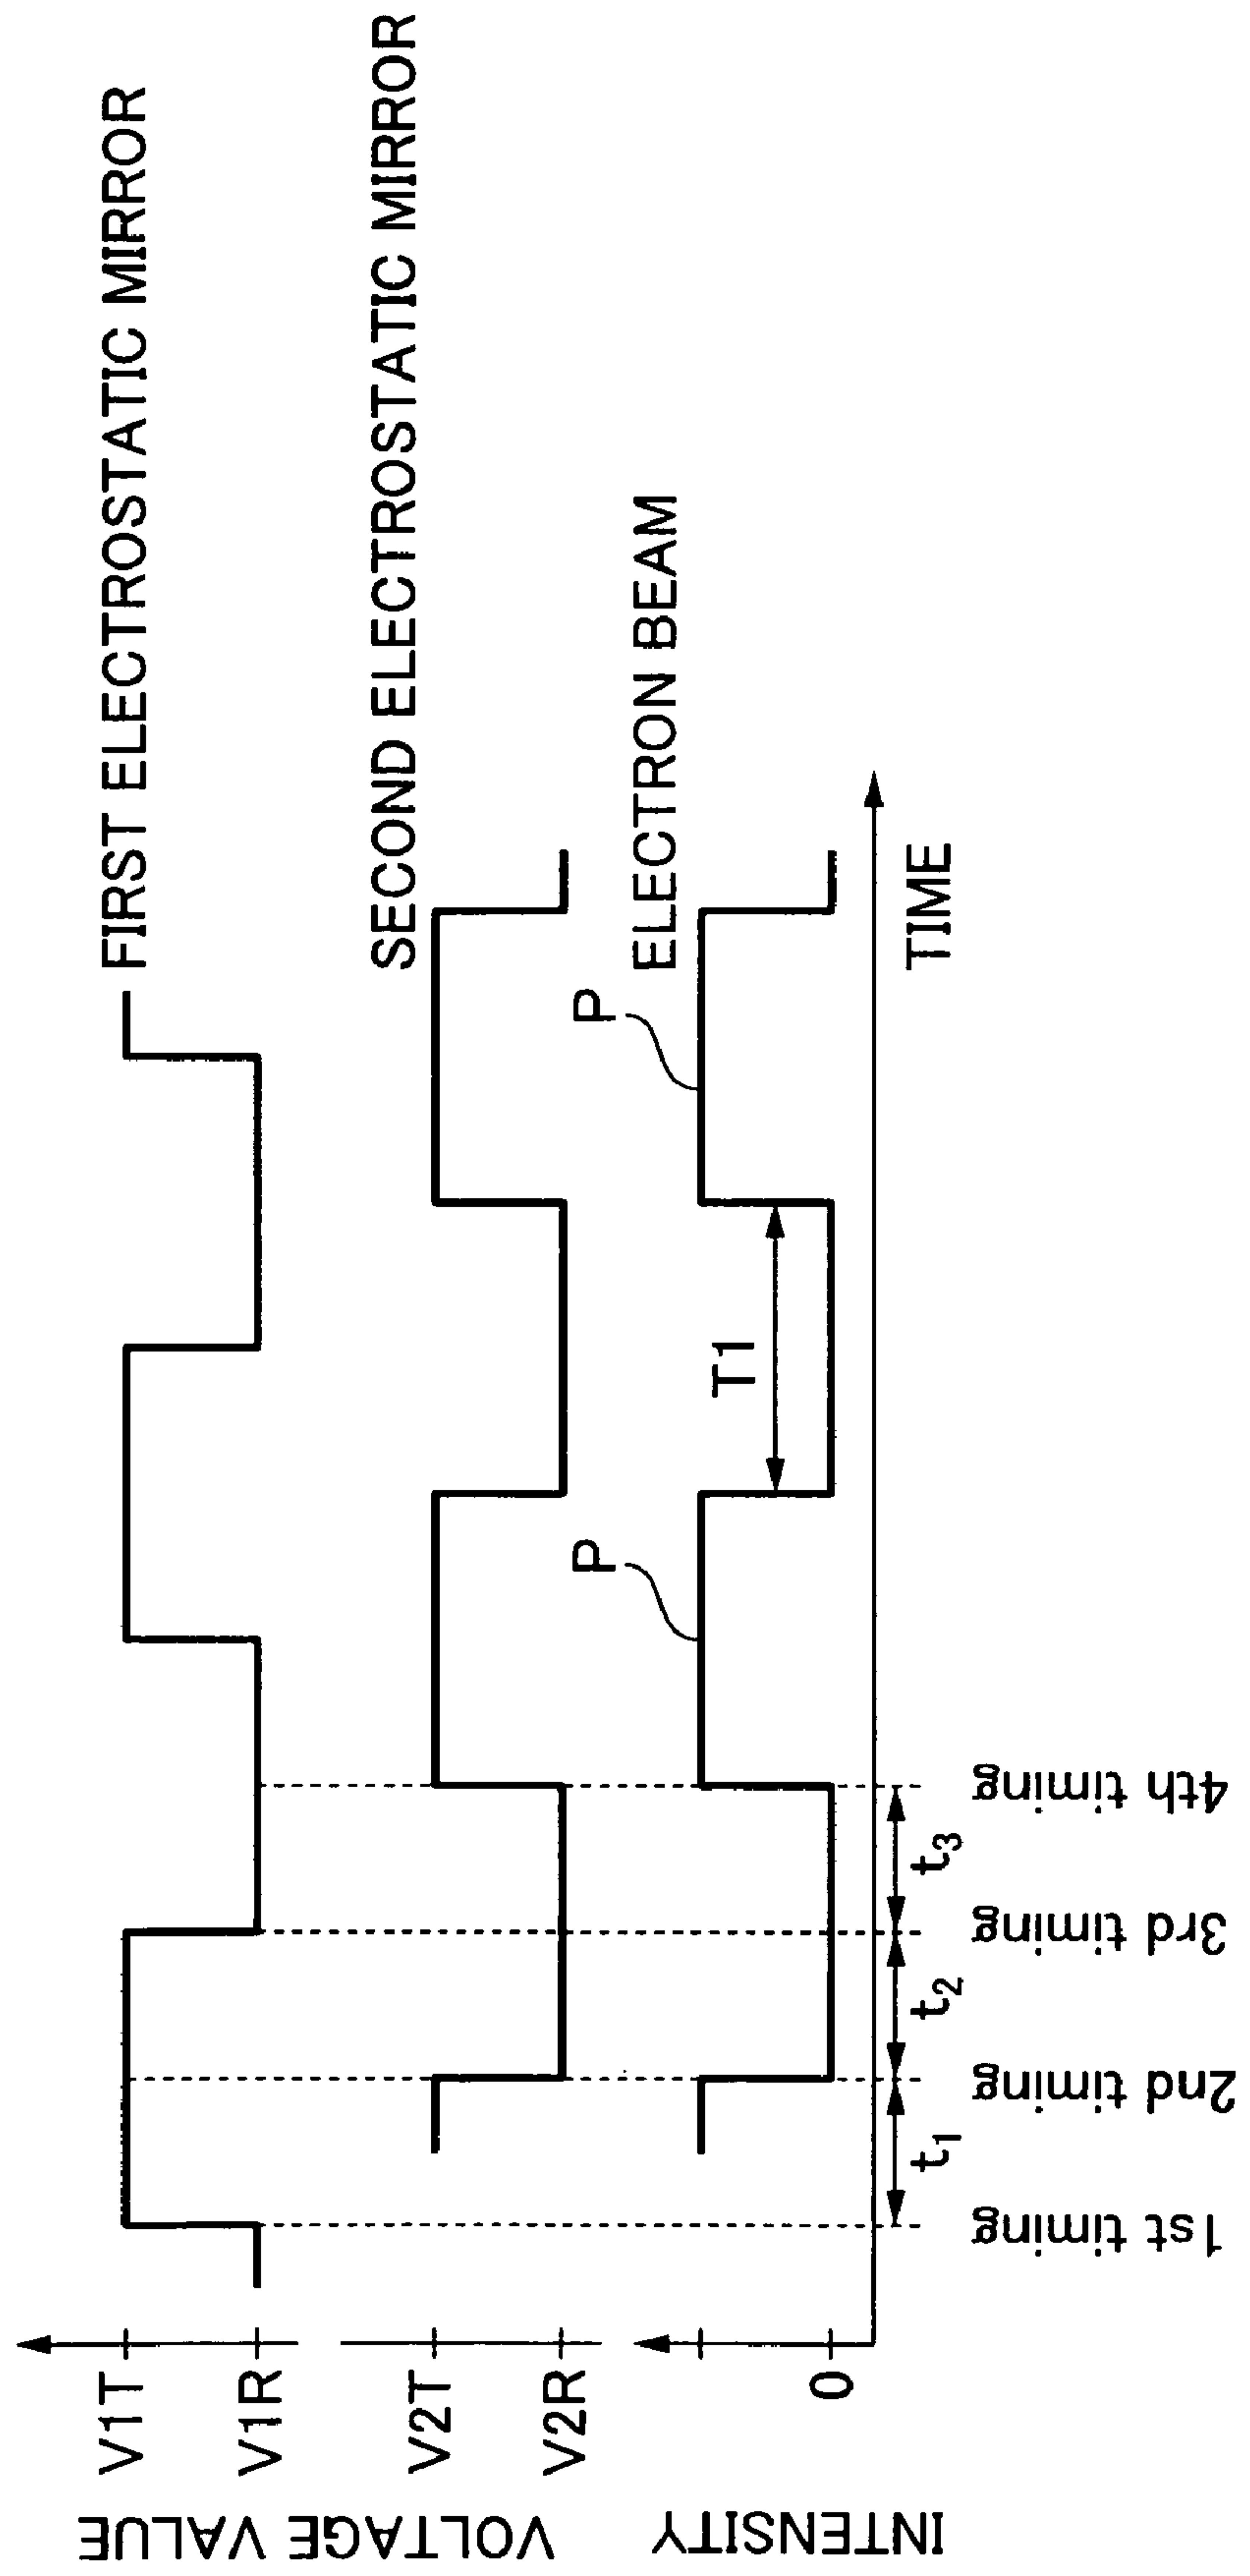 VOLTAGE VALUE
V1T
V1R
FIRST ELECTROSTATIC MIRROR
V2T
V2R
SECOND ELECTROSTATIC MIRROR
INTENSITY
0
ELECTRON BEAM
P
P
T1
TIME
t1
t2
t3
1st timing
2nd timing
3rd timing
4th timing